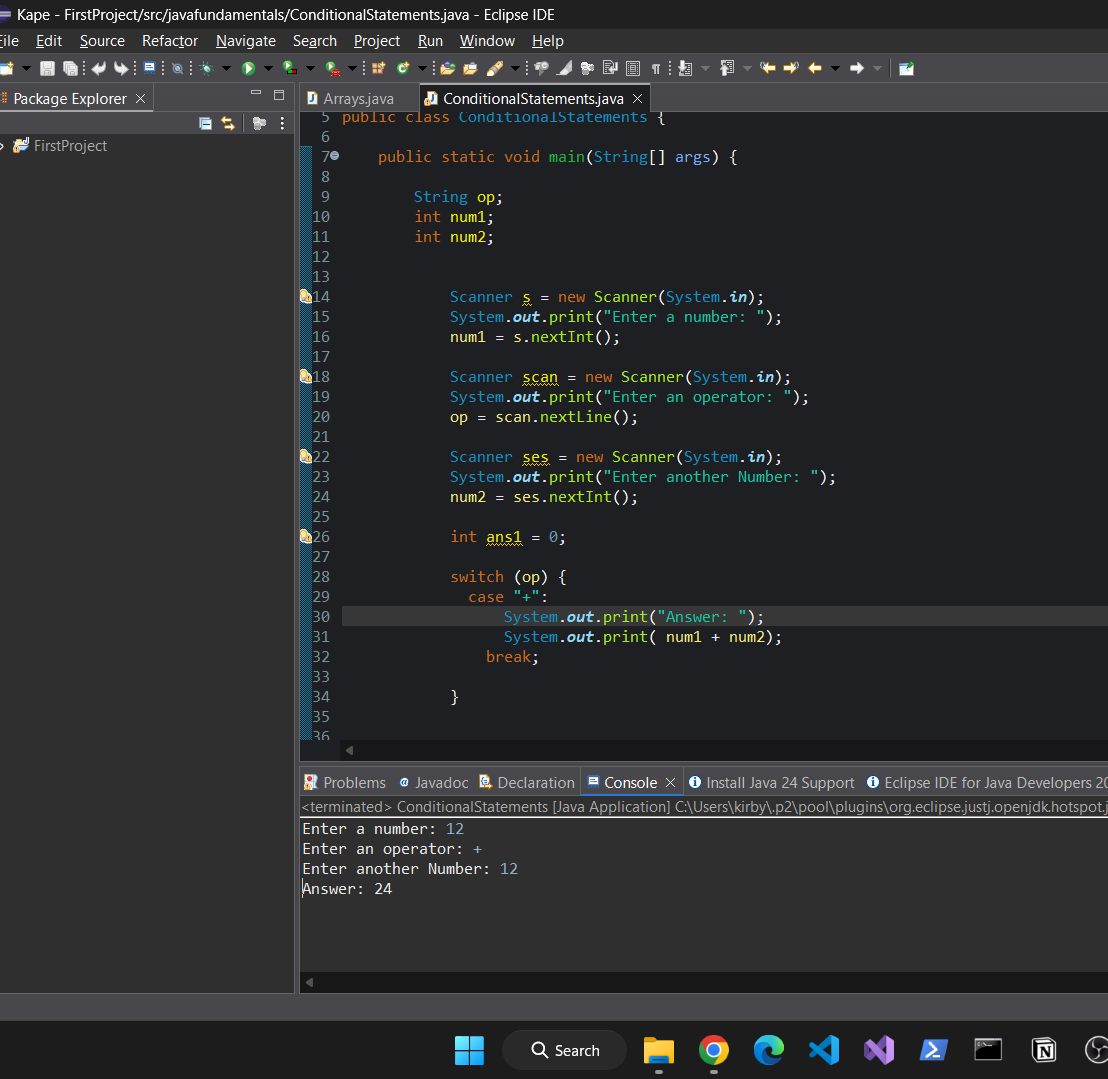 Kape - FirstProject/src/javafundamentals/ConditionalStatements.java - Eclipse IDE
File Edit Source Refactor Navigate Search Project Run Window Help
Package Explorer
FirstProject
Arrays.java ConditionalStatements.java
5 public class ConditionalStatements {
6
7 public static void main(String[] args) {
8
9 String op;
10 int num1;
11 int num2;
12
13
14 Scanner s = new Scanner(System.in);
15 System.out.print("Enter a number: ");
16 num1 = s.nextInt();
17
18 Scanner scan = new Scanner(System.in);
19 System.out.print("Enter an operator: ");
20 op = scan.nextLine();
21
22 Scanner ses = new Scanner(System.in);
23 System.out.print("Enter another Number: ");
24 num2 = ses.nextInt();
25
26 int ans1 = 0;
27
28 switch (op) {
29 case "+":
30 System.out.print("Answer: ");
31 System.out.print( num1 + num2);
32 break;
33
34 }
35
36
Problems Javadoc Declaration Console Install Java 24 Support Eclipse IDE for Java Developers 20
<terminated> ConditionalStatements [Java Application] C:\Users\kirby\.p2\pool\plugins\org.eclipse.justj.openjdk.hotspot.j
Enter a number: 12
Enter an operator: +
Enter another Number: 12
Answer: 24
Search